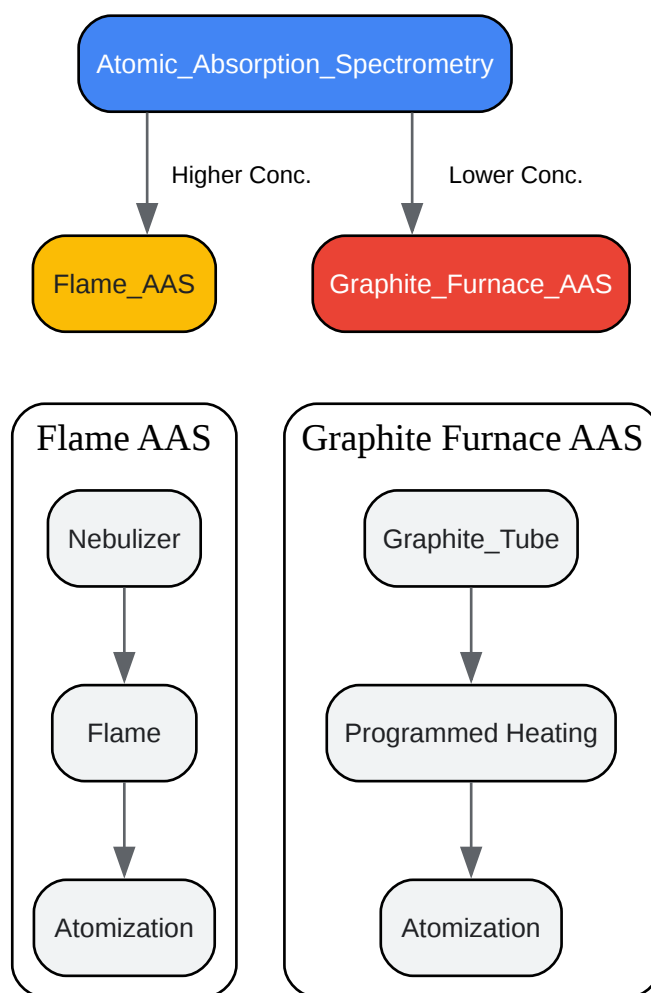 Atomic_Absorption_Spectrometry
Higher Conc.
Lower Conc.
Flame_AAS
Graphite_Furnace_AAS
Flame AAS
Nebulizer
Flame
Atomization
Graphite Furnace AAS
Graphite_Tube
Programmed Heating
Atomization